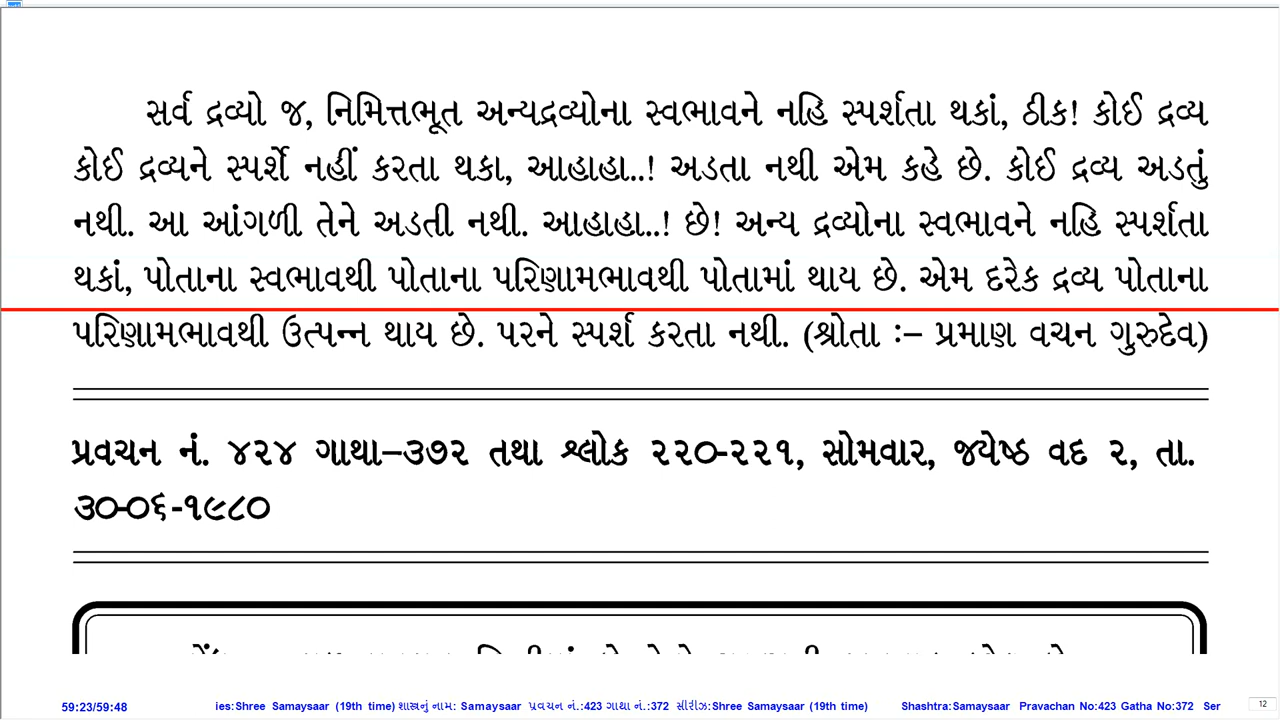 સર્વ દ્રવ્યો જ, નિમિત્તભૂત અન્યદ્રવ્યોના સ્વભાવને નહિ સ્પર્શતા થકાં, ઠીક! કોઈ દ્રવ્ય
કોઈ દ્રવ્યને સ્પર્શે નહીં કરતા થકા, આહાહા..! અડતા નથી એમ કહે છે. કોઈ દ્રવ્ય અડતું
નથી. આ આંગળી તેને અડતી નથી. આહાહા..! છે! અન્ય દ્રવ્યોના સ્વભાવને નહિ સ્પર્શતા
થકાં, પોતાના સ્વભાવથી પોતાના પરિણામભાવથી પોતામાં થાય છે. એમ દરેક દ્રવ્ય પોતાના
પરિણામભાવથી ઉત્પન્ન થાય છે. પરને સ્પર્શ કરતા નથી. (શ્રોતા :– પ્રમાણ વચન ગુરુદેવ)
પ્રવચન નં. ૪૨૪ ગાથા–૩૭૨ તથા શ્લોક ૨૨૦-૨૨૧, સોમવાર, જ્યેષ્ઠ વદ ૨, તા.
૩૦-૦૬-૧૯૮૦
59:23/59:48 ies:Shree Samaysaar (19th time) શાસ્ત્રનું નામ: Samaysaar પ્રવચન નં.:423 ગાથા નં.:372 સીરીઝ:Shree Samaysaar (19th time) Shashtra:Samaysaar Pravachan No:423 Gatha No:372 Ser 12